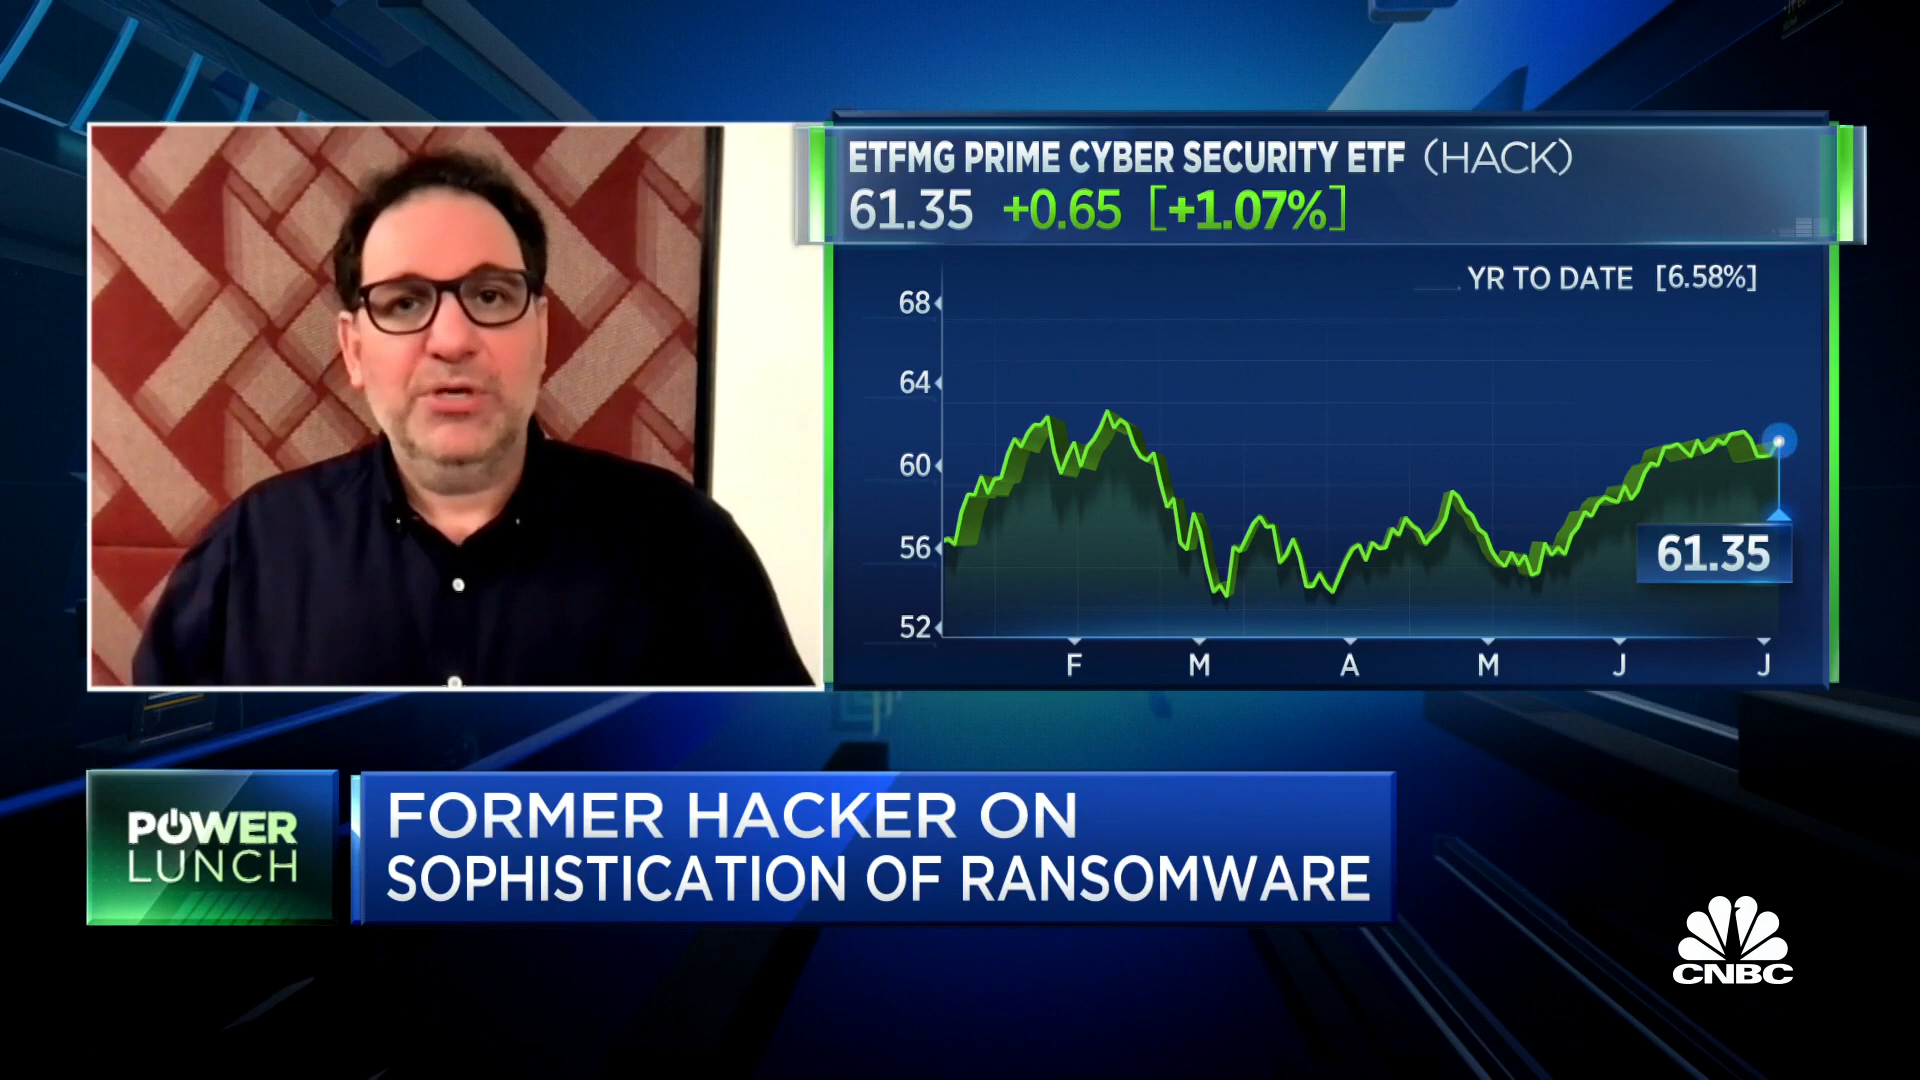 ETFMG PRIME CYBER SECURITY ETF (HACK)
61.35 +0.65 [+1.07%]
YR TO DATE [6.58%]
68
64
60
56
52
61.35
F M A M J J
POWER
LUNCH
FORMER HACKER ON
SOPHISTICATION OF RANSOMWARE
CNBC